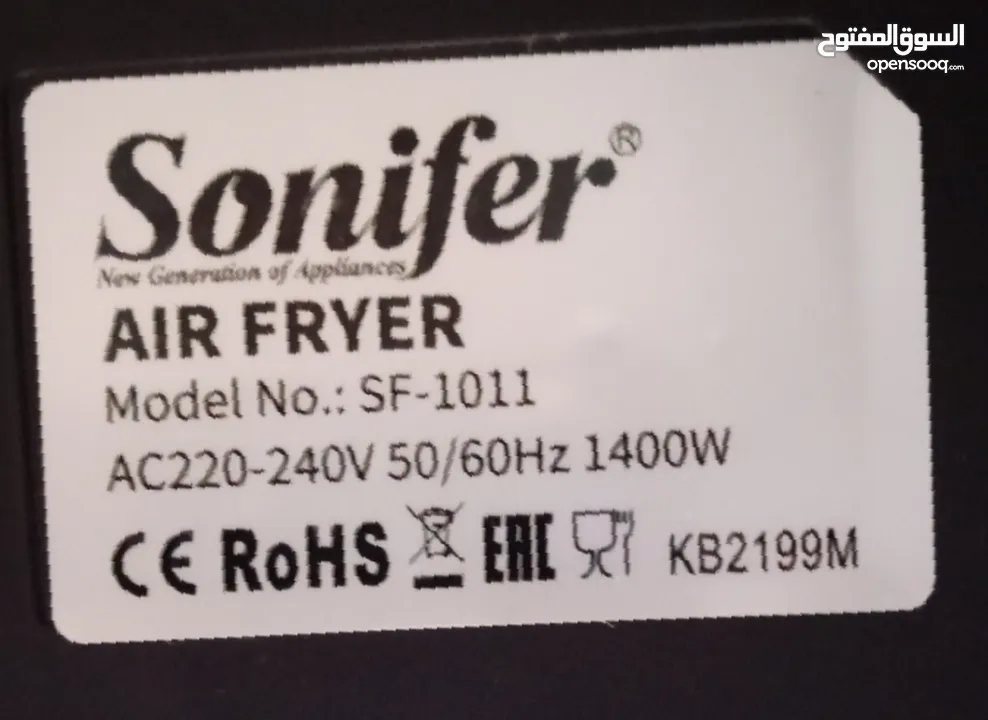 السوق المفتوح
opensooq.com
Sonifer®
New Generation of Appliances
AIR FRYER
Model No.: SF-1011
AC220-240V 50/60Hz 1400W
CE RoHS EAC KB2199M